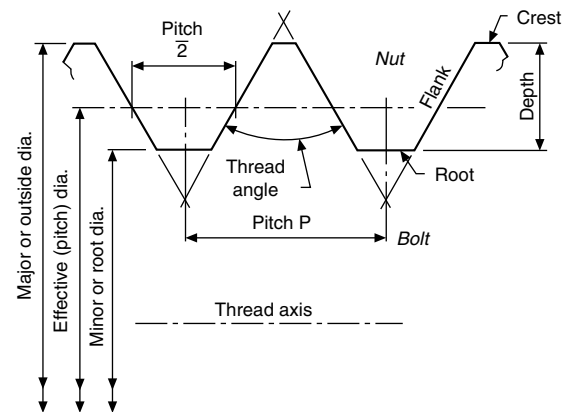 Crest
Pitch
2
Nut
Flank
Depth
Thread
angle
Root
Pitch P
Bolt
Thread axis
Major or outside dia.
Effective (pitch) dia.
Minor or root dia.